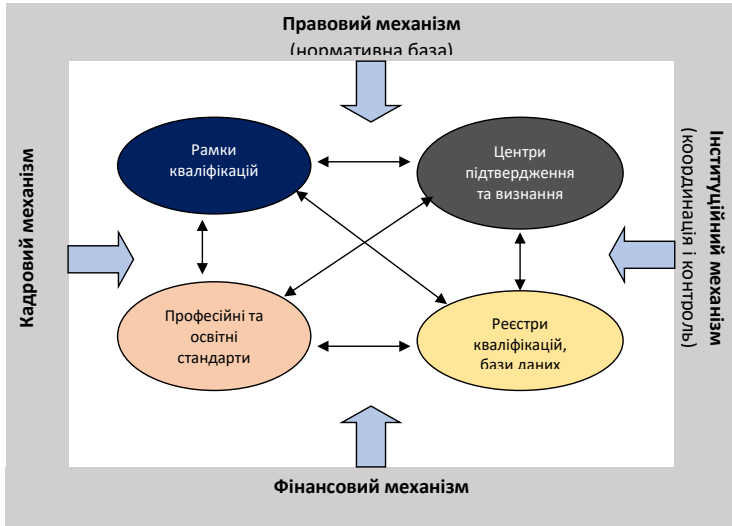 Правовий механізм
(нормативна база)
Рамки
кваліфікацій
Центри
підтвердження
та визнання
Кадровий механізм
Інституційний механізм
(координація і контроль)
Професійні та
освітні
стандарти
Реєстри
кваліфікацій,
бази даних
Фінансовий механізм